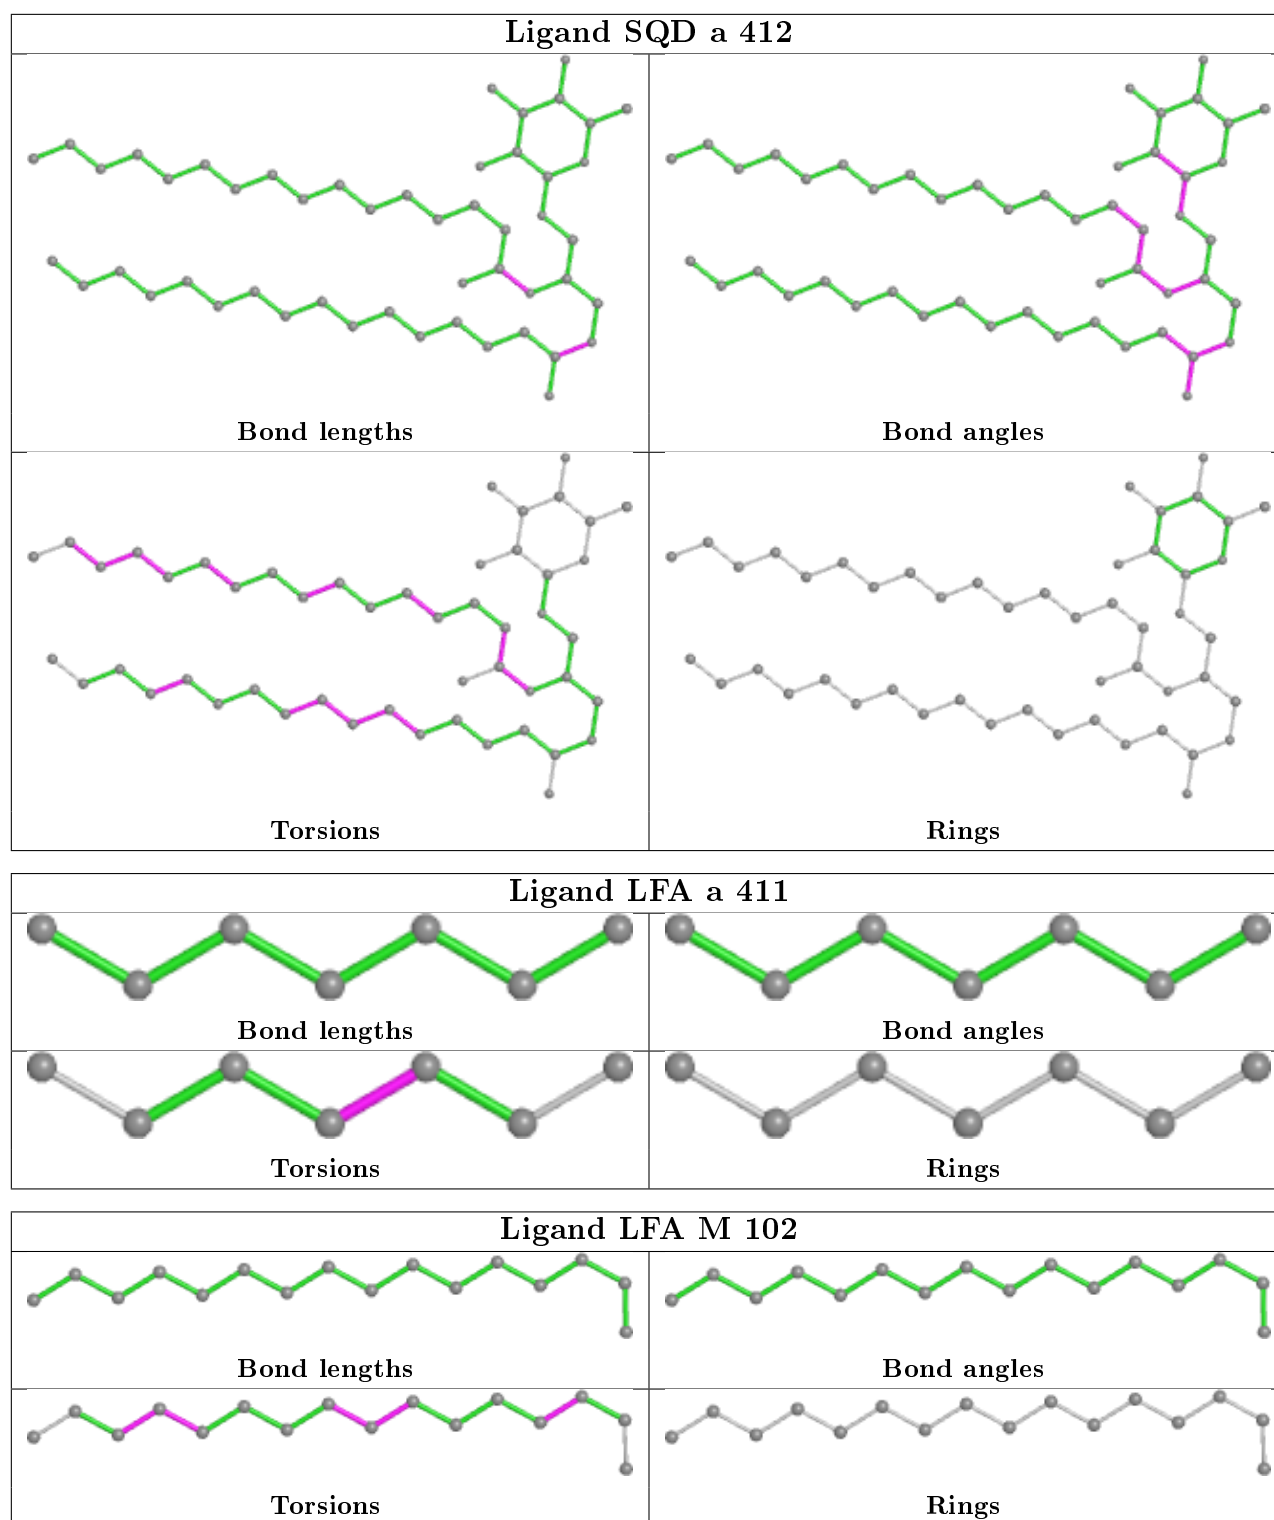 Ligand SQD a 412
Bond lengths
Bond angles
Torsions
Rings
Ligand LFA a 411
Bond lengths
Bond angles
Torsions
Rings
Ligand LFA M 102
Bond lengths
Bond angles
Torsions
Rings